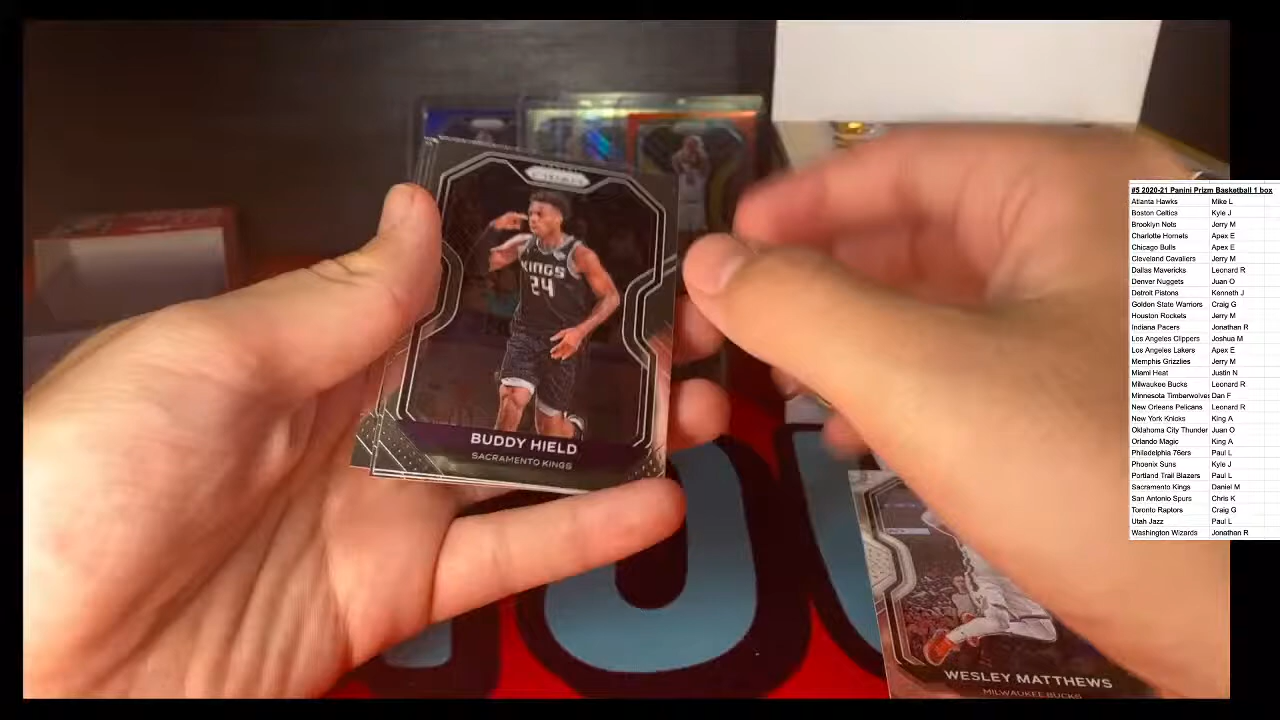 PRIZM
KINGS
24
BUDDY HIELD
SACRAMENTO KINGS
WESLEY MATTHEWS
MILWAUKEE BUCKS
#5 2020-21 Panini Prizm Basketball 1 box
Atlanta Hawks Mike L
Boston Celtics Kyle J
Brooklyn Nets Jerry M
Charlotte Hornets Apex E
Chicago Bulls Apex E
Cleveland Cavaliers Jerry M
Dallas Mavericks Leonard R
Denver Nuggets Juan O
Detroit Pistons Kenneth J
Golden State Warriors Craig G
Houston Rockets Jerry M
Indiana Pacers Jonathan R
Los Angeles Clippers Joshua M
Los Angeles Lakers Apex E
Memphis Grizzlies Jerry M
Miami Heat Justin N
Milwaukee Bucks Leonard R
Minnesota Timberwolves Dan F
New Orleans Pelicans Leonard R
New York Knicks King A
Oklahoma City Thunder Juan O
Orlando Magic King A
Philadelphia 76ers Paul L
Phoenix Suns Kyle J
Portland Trail Blazers Paul L
Sacramento Kings Daniel M
San Antonio Spurs Chris K
Toronto Raptors Craig G
Utah Jazz Paul L
Washington Wizards Jonathan R